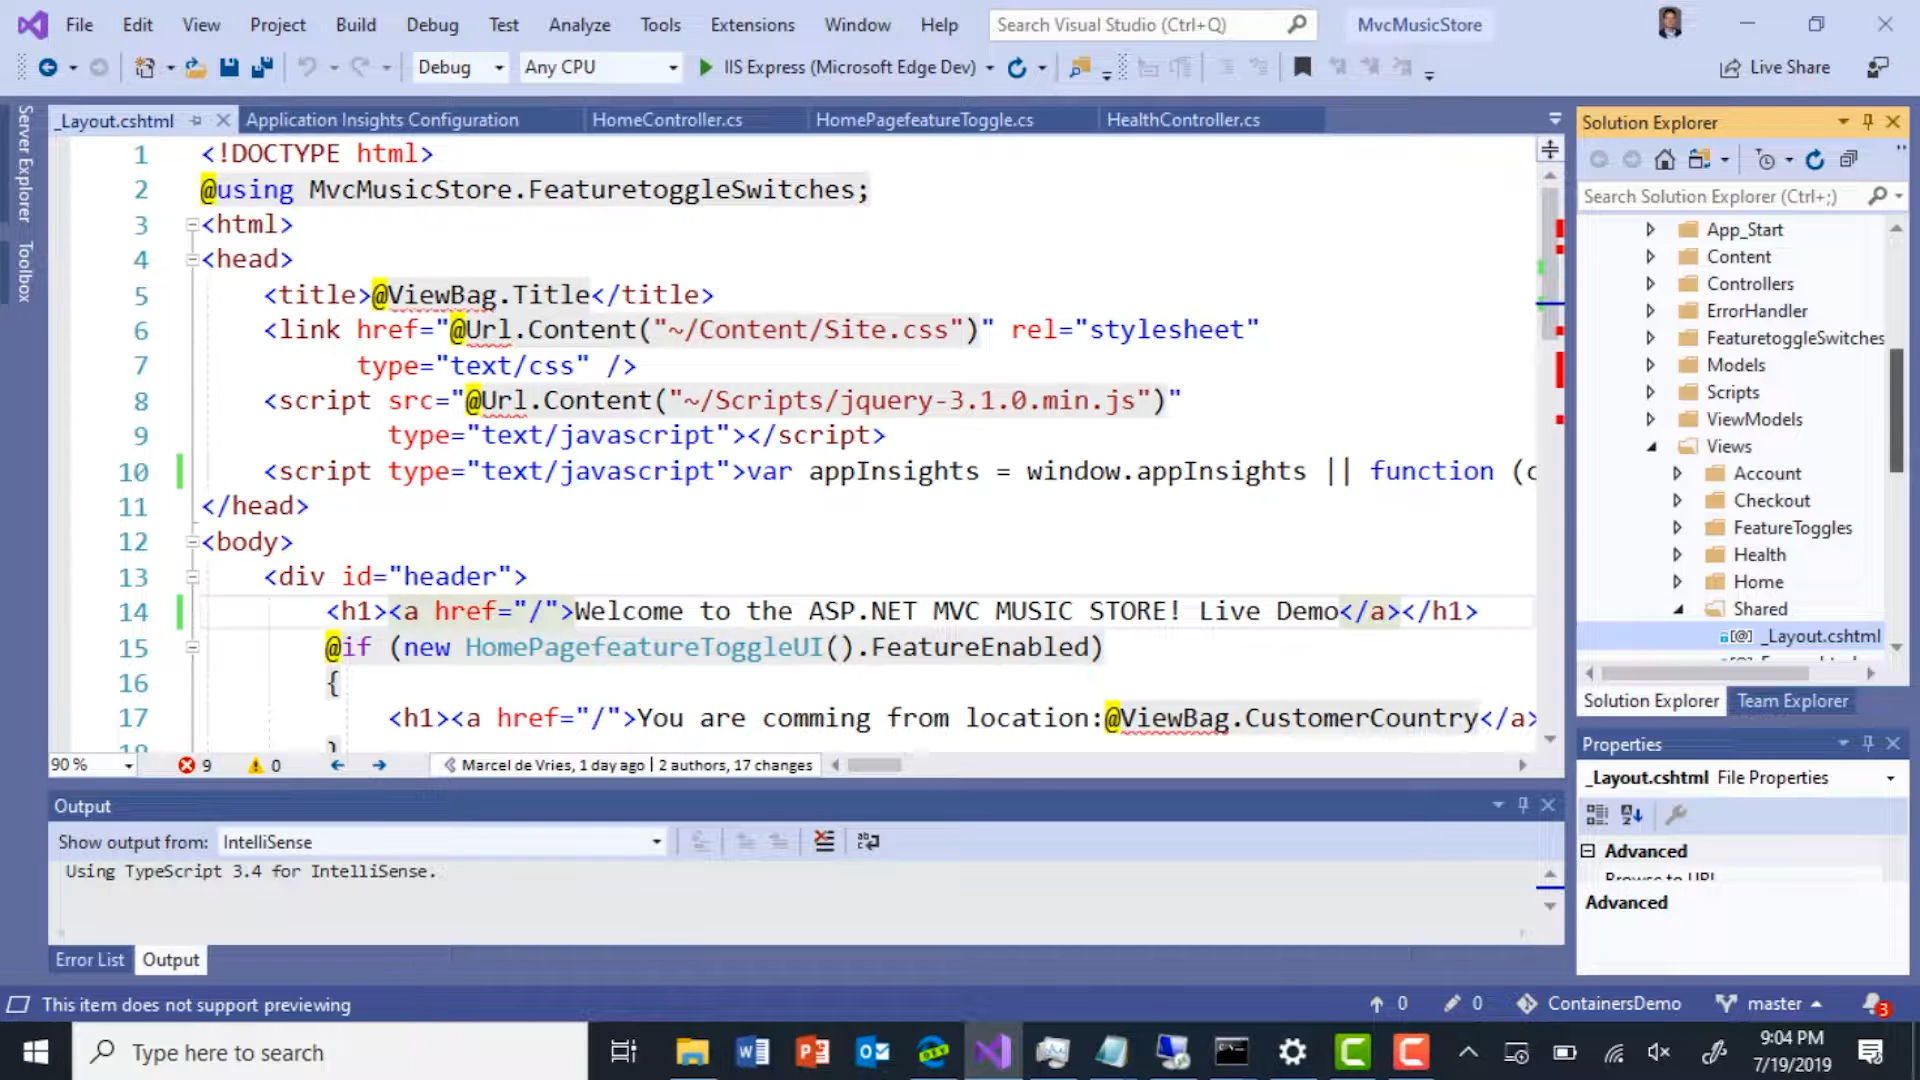 File Edit View Project Build Debug Test Analyze Tools Extensions Window Help Search Visual Studio (Ctrl+Q) MvcMusicStore
Debug Any CPU IIS Express (Microsoft Edge Dev) Live Share
Server Explorer
Toolbox
_Layout.cshtml Application Insights Configuration HomeController.cs HomePagefeatureToggle.cs HealthController.cs
1 <!DOCTYPE html>
2 @using MvcMusicStore.FeaturetoggleSwitches;
3 <html>
4 <head>
5 <title>@ViewBag.Title</title>
6 <link href="@Url.Content("~/Content/Site.css")" rel="stylesheet"
7 type="text/css" />
8 <script src="@Url.Content("~/Scripts/jquery-3.1.0.min.js")"
9 type="text/javascript"></script>
10 <script type="text/javascript">var appInsights = window.appInsights || function (c
11 </head>
12 <body>
13 <div id="header">
14 <h1><a href="/">Welcome to the ASP.NET MVC MUSIC STORE! Live Demo</a></h1>
15 @if (new HomePagefeatureToggleUI().FeatureEnabled)
16 {
17 <h1><a href="/">You are comming from location:@ViewBag.CustomerCountry</a>
18 }
90 % 9 0 Marcel de Vries, 1 day ago | 2 authors, 17 changes
Output
Show output from: IntelliSense
Using TypeScript 3.4 for IntelliSense.
Error List Output
Solution Explorer
Search Solution Explorer (Ctrl+;)
App_Start
Content
Controllers
ErrorHandler
FeaturetoggleSwitches
Models
Scripts
ViewModels
Views
Account
Checkout
FeatureToggles
Health
Home
Shared
_Layout.cshtml
Solution Explorer Team Explorer
Properties
_Layout.cshtml File Properties
Advanced
Browse to URL
Advanced
This item does not support previewing 0 0 ContainersDemo master 3
Type here to search
9:04 PM
7/19/2019